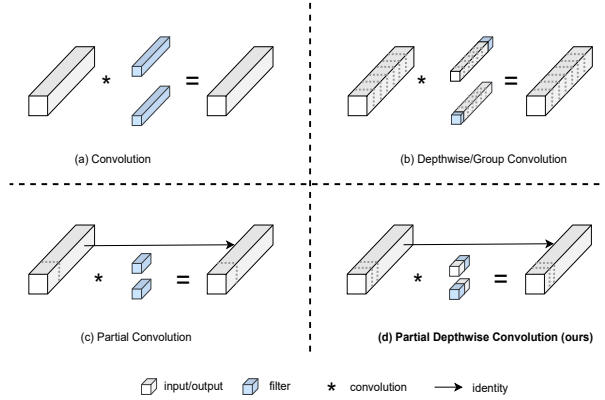 * =
(a) Convolution
* =
(b) Depthwise/Group Convolution
* =
(c) Partial Convolution
* =
(d) Partial Depthwise Convolution (ours)
input/output filter * convolution identity